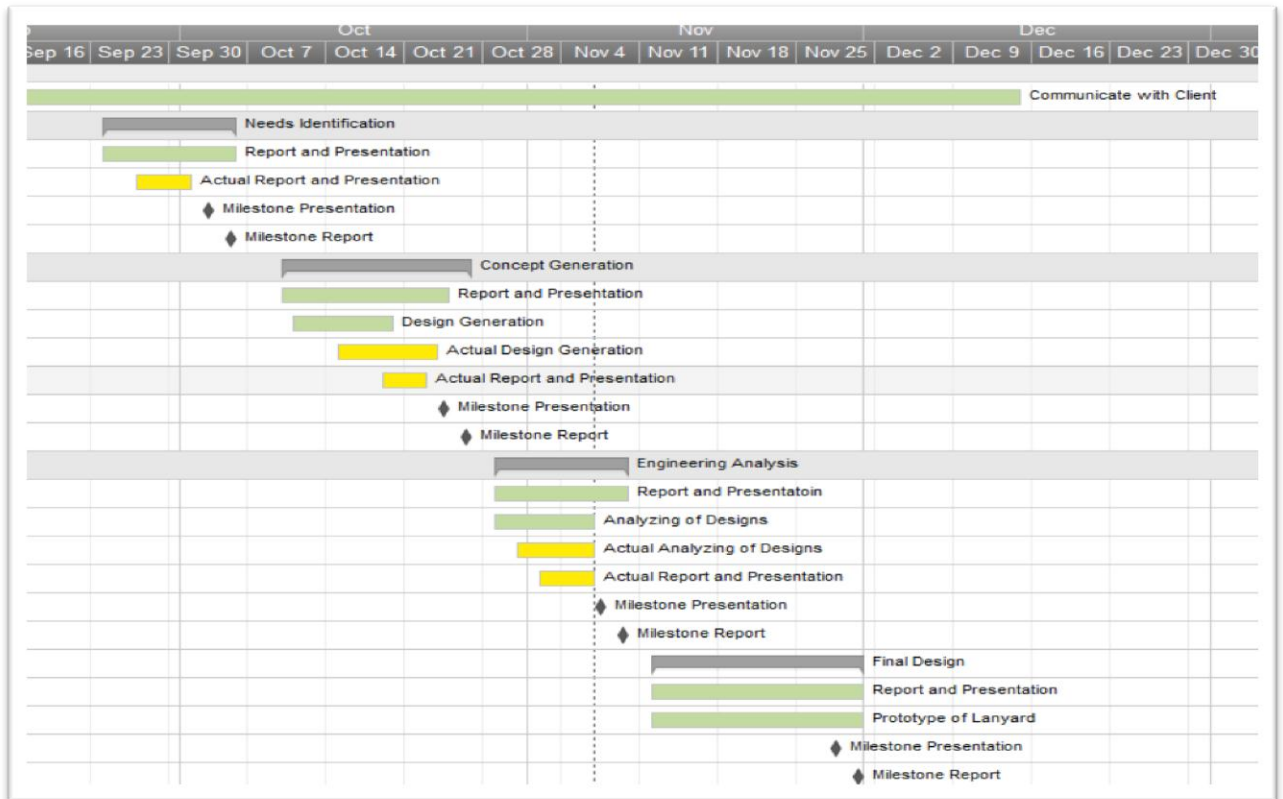 Oct Nov Dec
Sep 16 Sep 23 Sep 30 Oct 7 Oct 14 Oct 21 Oct 28 Nov 4 Nov 11 Nov 18 Nov 25 Dec 2 Dec 9 Dec 16 Dec 23 Dec 30
Communicate with Client
Needs Identification
Report and Presentation
Actual Report and Presentation
Milestone Presentation
Milestone Report
Concept Generation
Report and Presentation
Design Generation
Actual Design Generation
Actual Report and Presentation
Milestone Presentation
Milestone Report
Engineering Analysis
Report and Presentatoin
Analyzing of Designs
Actual Analyzing of Designs
Actual Report and Presentation
Milestone Presentation
Milestone Report
Final Design
Report and Presentation
Prototype of Lanyard
Milestone Presentation
Milestone Report